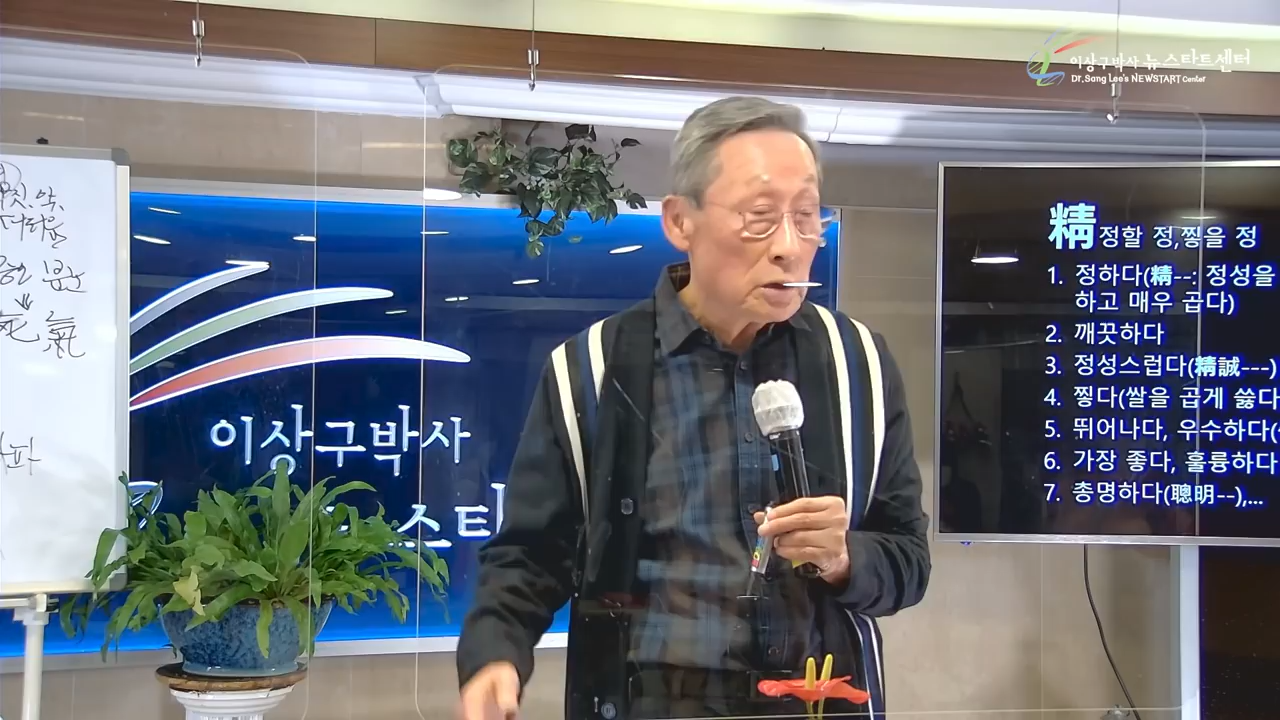 이상구박사 뉴스타트센터
Dr. Sang Lee's NEWSTART Center
死 氣
이상구박사
스타
精 정할 정,찧을 정
1. 정하다(精--: 정성을
하고 매우 곱다)
2. 깨끗하다
3. 정성스럽다(精誠---)
4. 찧다(쌀을 곱게 쓿다
5. 뛰어나다, 우수하다(
6. 가장 좋다, 훌륭하다
7. 총명하다(聰明--),...